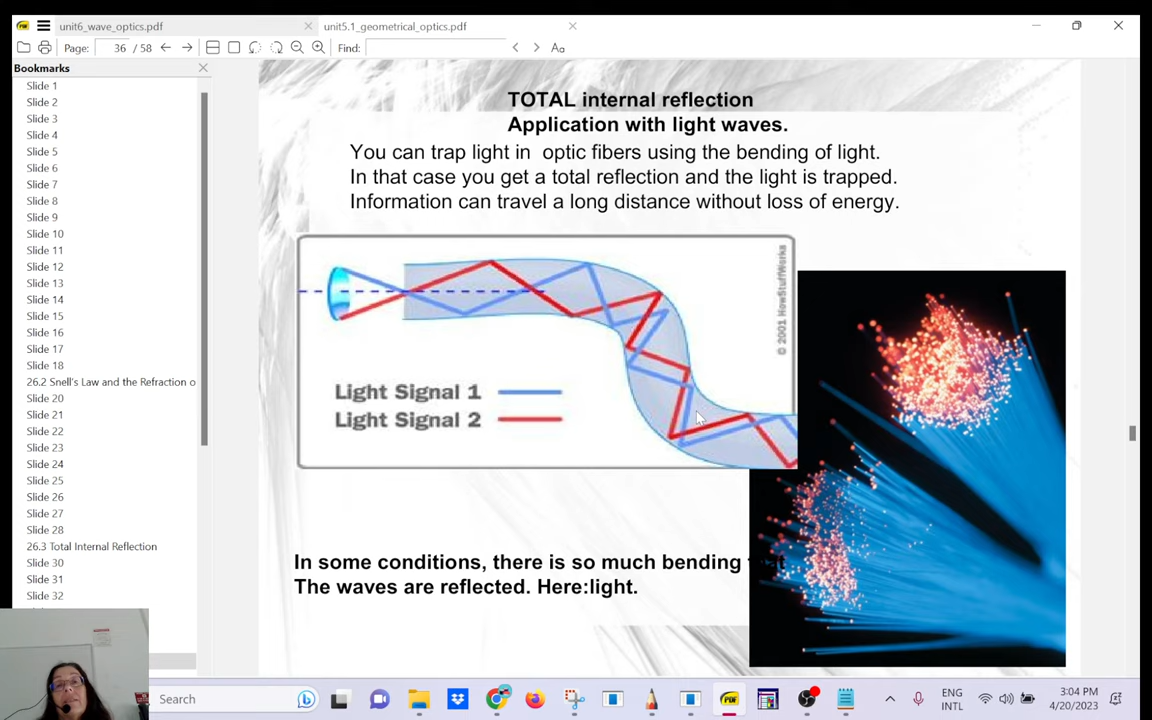 unit6_wave_optics.pdf
unit5.1_geometrical_optics.pdf
Page: 36 / 58
Find:
Aa
Bookmarks
Slide 1
Slide 2
Slide 3
Slide 4
Slide 5
Slide 6
Slide 7
Slide 8
Slide 9
Slide 10
Slide 11
Slide 12
Slide 13
Slide 14
Slide 15
Slide 16
Slide 17
Slide 18
26.2 Snell's Law and the Refraction o
Slide 20
Slide 21
Slide 22
Slide 23
Slide 24
Slide 25
Slide 26
Slide 27
Slide 28
26.3 Total Internal Reflection
Slide 30
Slide 31
Slide 32
TOTAL internal reflection
Application with light waves.
You can trap light in optic fibers using the bending of light.
In that case you get a total reflection and the light is trapped.
Information can travel a long distance without loss of energy.
© 2001 HowStuffWorks
Light Signal 1
Light Signal 2
In some conditions, there is so much bending that
The waves are reflected. Here:light.
Search
ENG
INTL
3:04 PM
4/20/2023